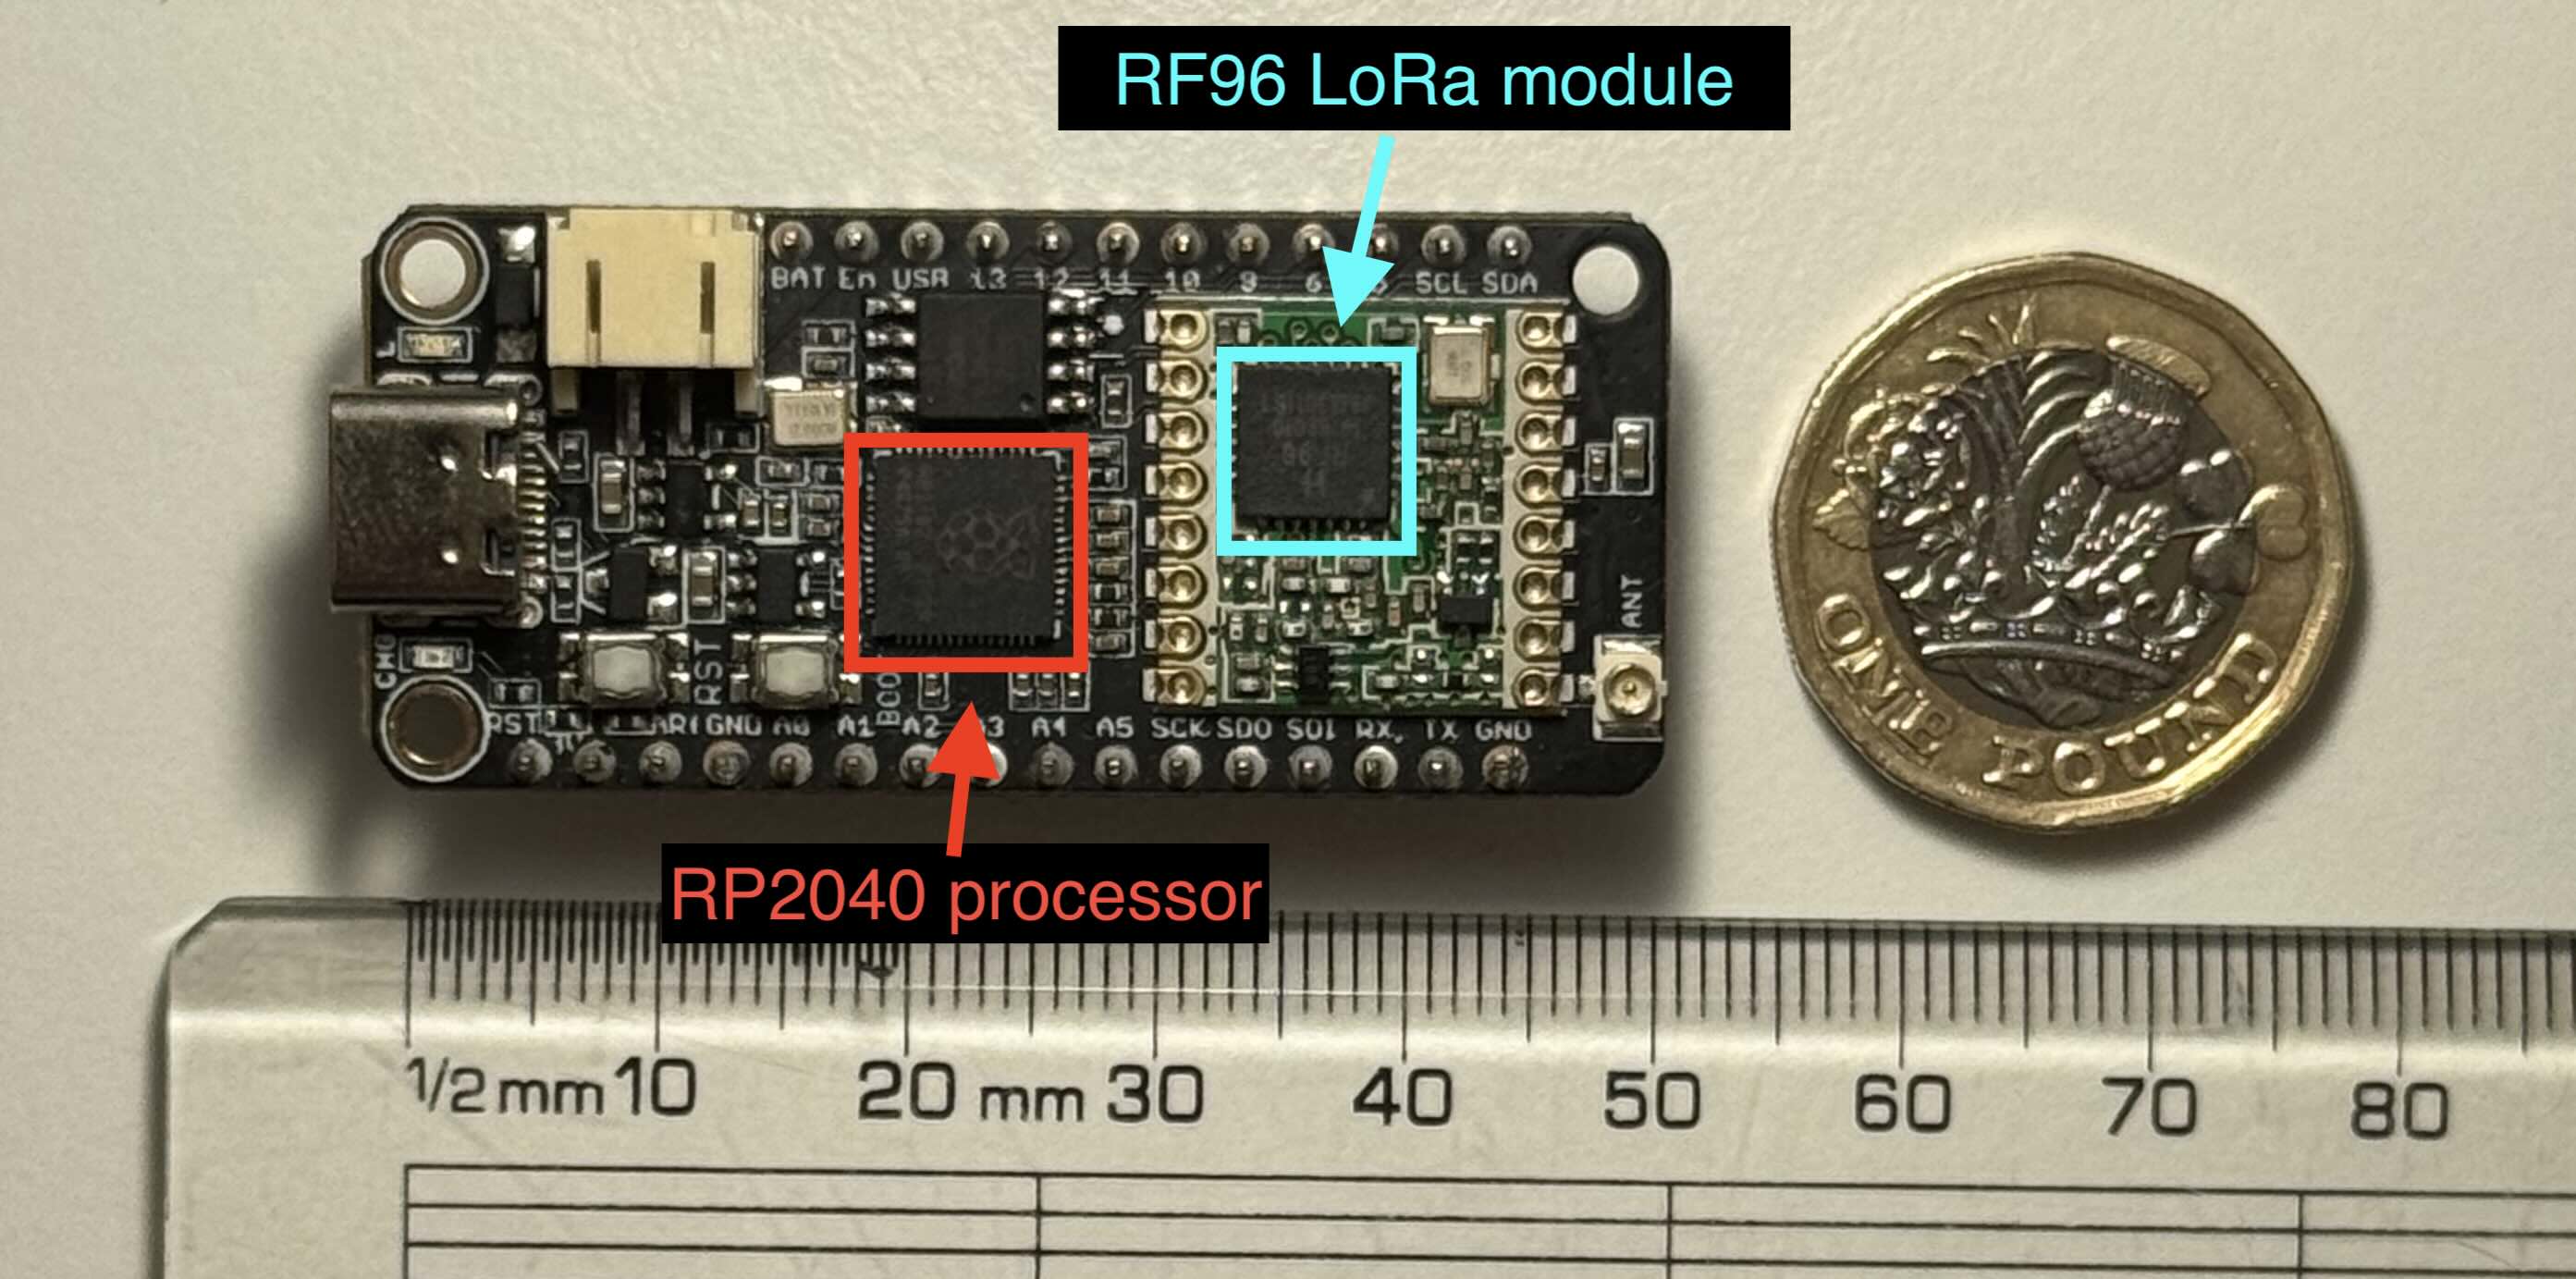 RF96 LoRa module
BAT En USB 13 12 11 10 9 6 5 SCL SDA
L
RF96
ANT
CHG
RST
RST GND A0 A1 A2 A3 A4 A5 SCK SDO SDI RX TX GND
ONE POUND
RP2040 processor
1/2 mm 10 20 mm 30 40 50 60 70 80